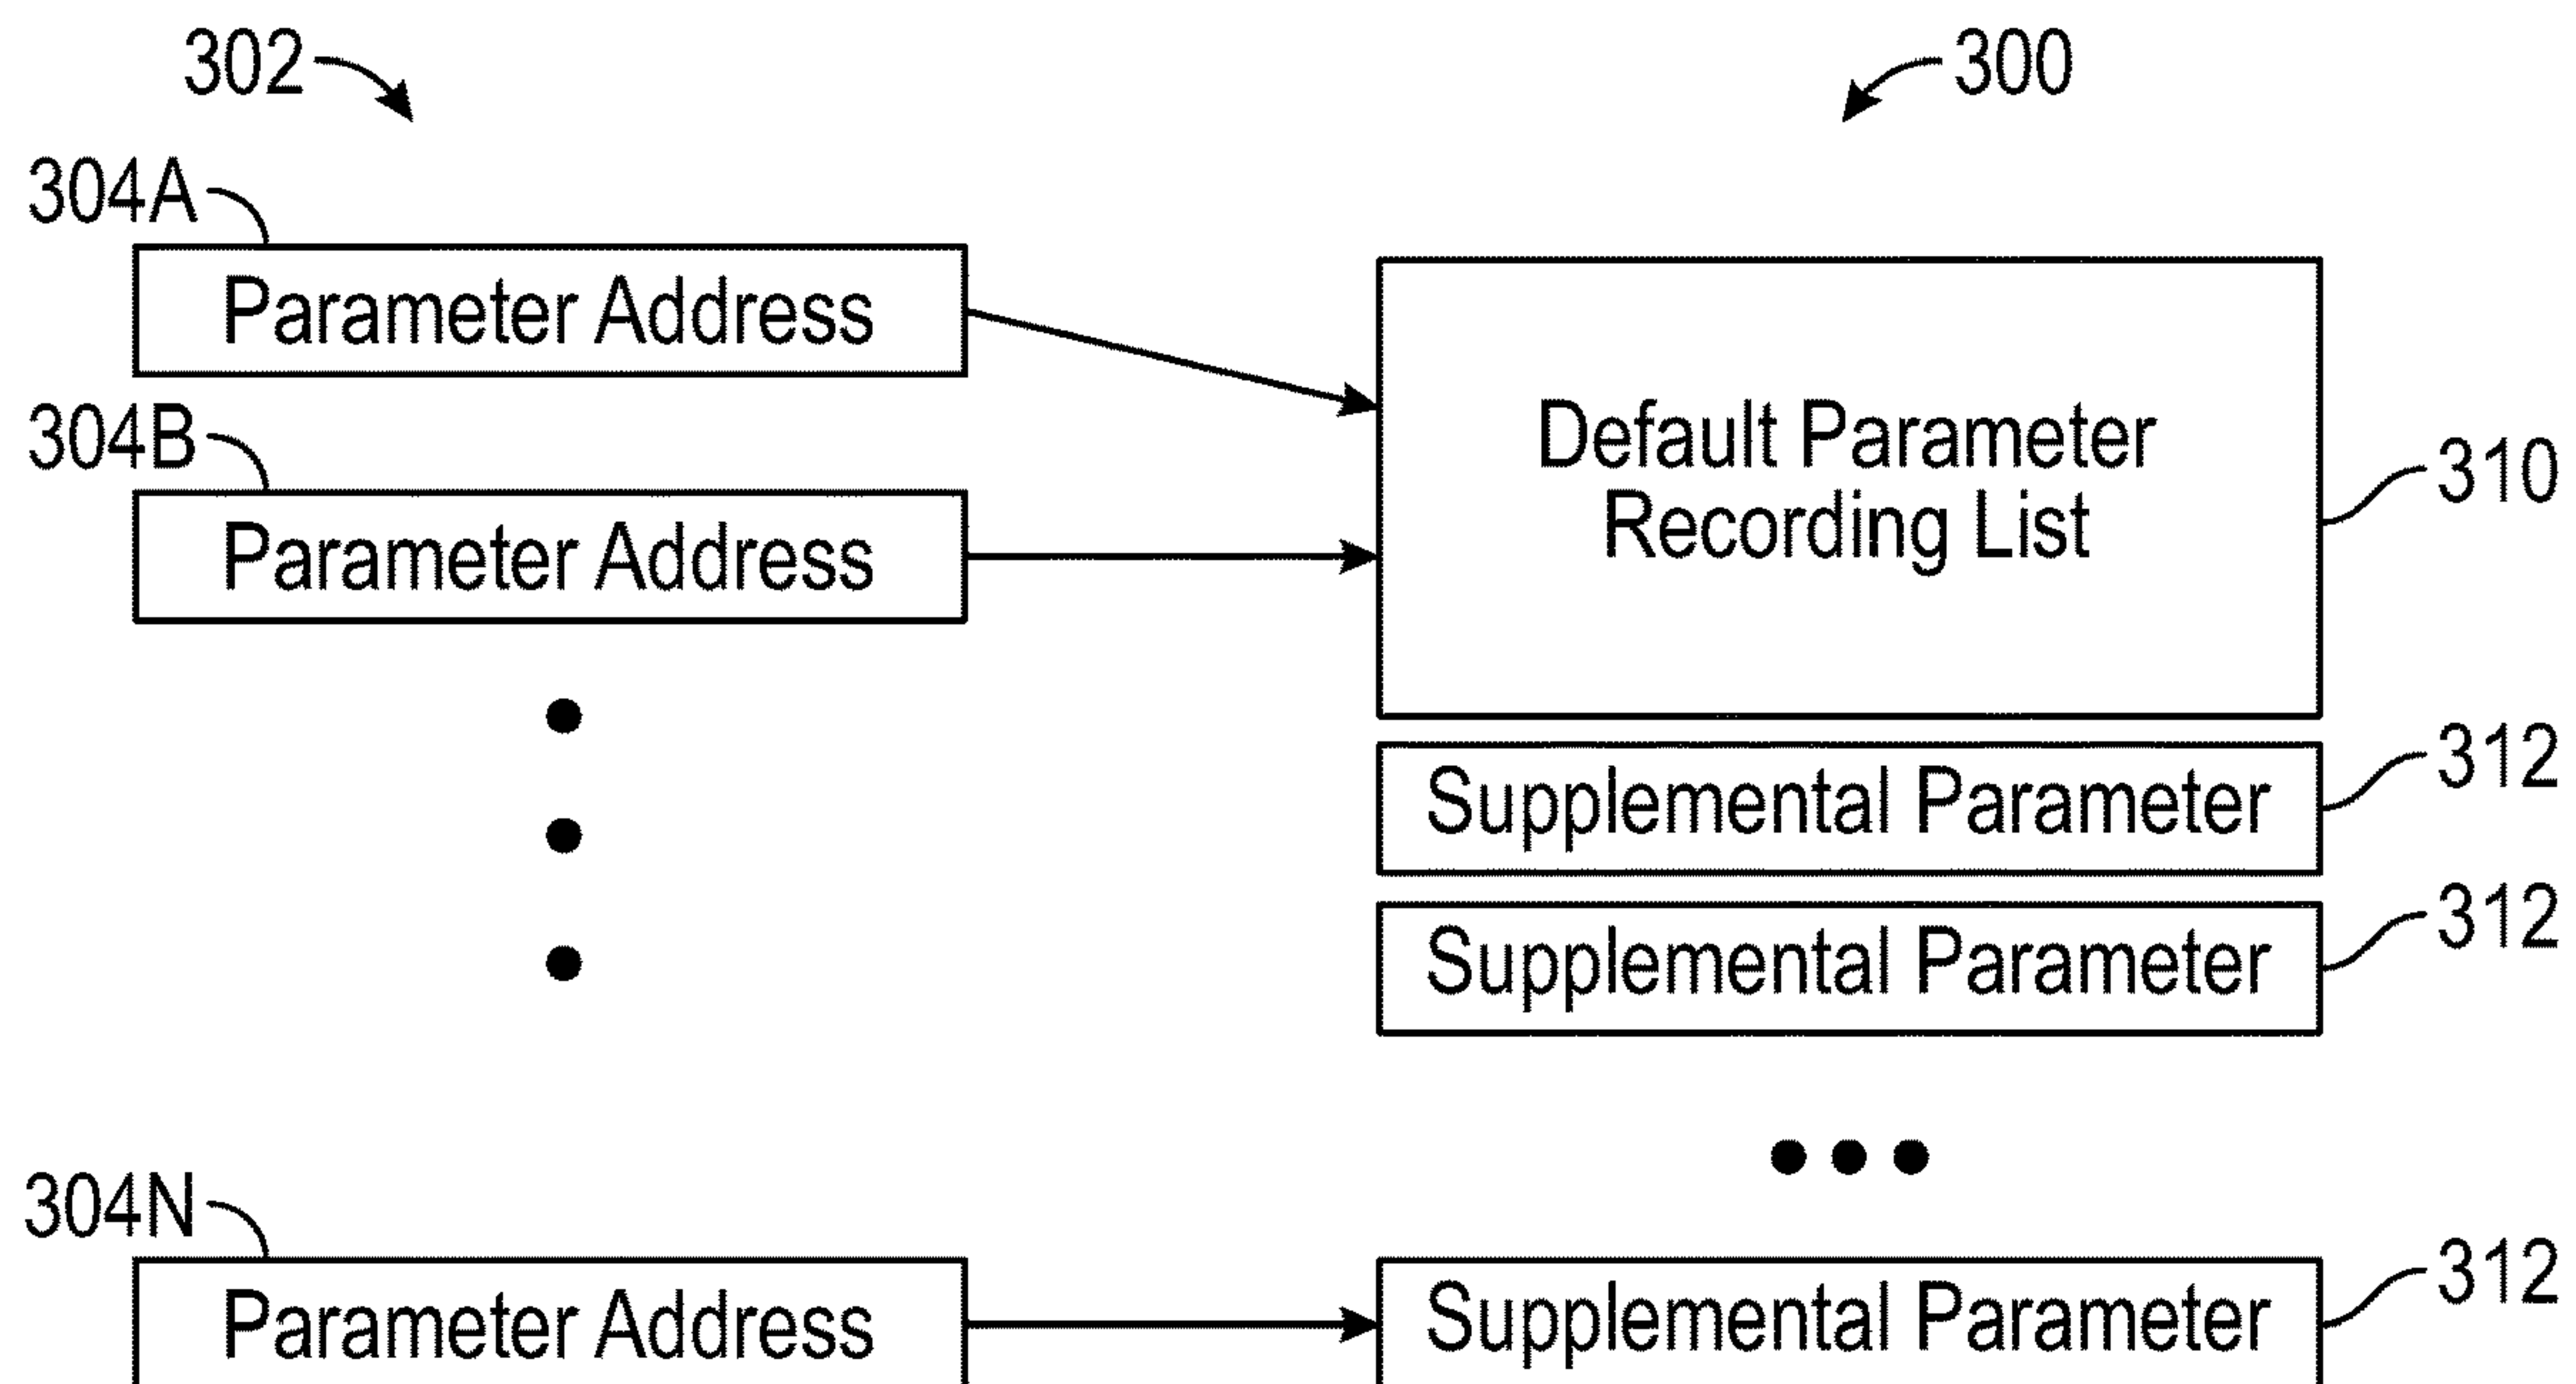 302
300
304A
Parameter Address
304B
Parameter Address
Default Parameter
Recording List
310
Supplemental Parameter
312
Supplemental Parameter
312
304N
Parameter Address
Supplemental Parameter
312